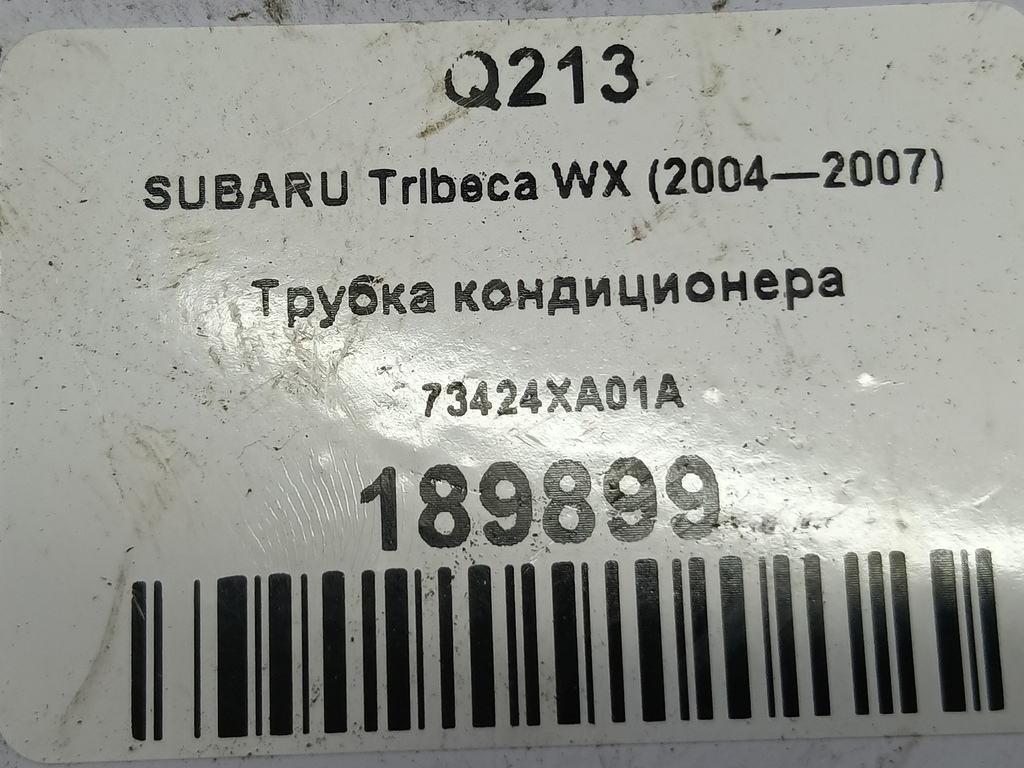 Q213
SUBARU Tribeca WX (2004—2007)
Трубка кондиционера
73424XA01A
189899